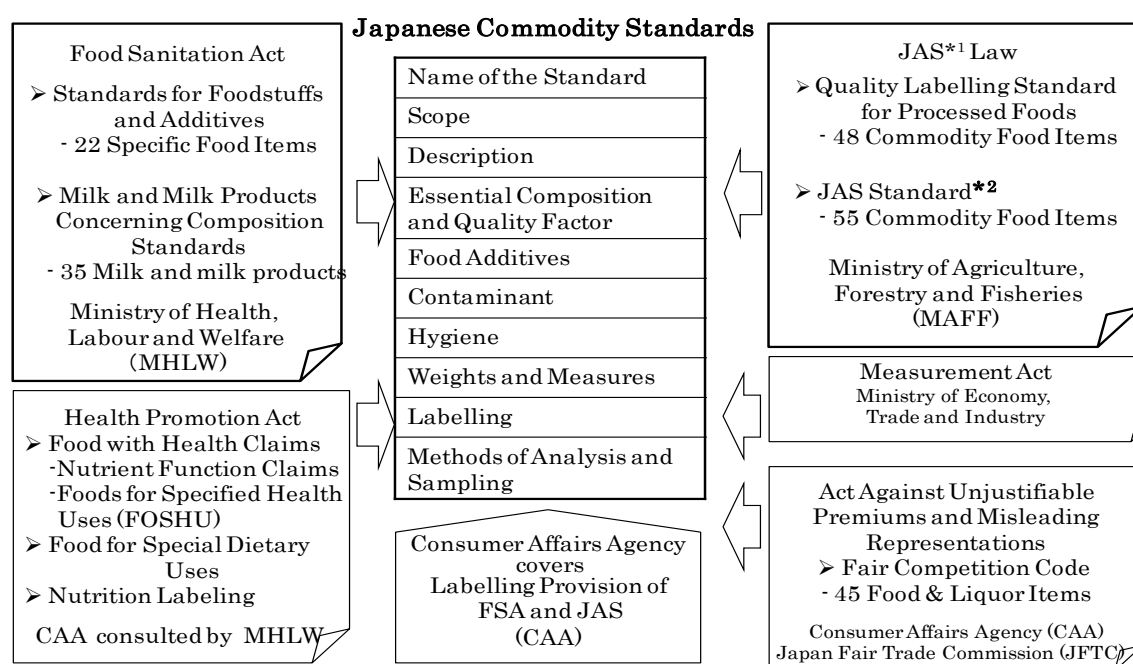 Japanese Commodity Standards
Food Sanitation Act
➢ Standards for Foodstuffs
and Additives
- 22 Specific Food Items
➢ Milk and Milk Products
Concerning Composition
Standards
- 35 Milk and milk products
Ministry of Health,
Labour and Welfare
(MHLW)
Health Promotion Act
➢ Food with Health Claims
-Nutrient Function Claims
-Foods for Specified Health
Uses (FOSHU)
➢ Food for Special Dietary
Uses
➢ Nutrition Labeling
CAA consulted by MHLW
Name of the Standard
Scope
Description
Essential Composition
and Quality Factor
Food Additives
Contaminant
Hygiene
Weights and Measures
Labelling
Methods of Analysis and
Sampling
Consumer Affairs Agency
covers
Labelling Provision of
FSA and JAS
(CAA)
JAS*1 Law
➢ Quality Labelling Standard
for Processed Foods
- 48 Commodity Food Items
➢ JAS Standard*2
- 55 Commodity Food Items
Ministry of Agriculture,
Forestry and Fisheries
(MAFF)
Measurement Act
Ministry of Economy,
Trade and Industry
Act Against Unjustifiable
Premiums and Misleading
Representations
➢ Fair Competition Code
- 45 Food & Liquor Items
Consumer Affairs Agency (CAA)
Japan Fair Trade Commission (JFTC)